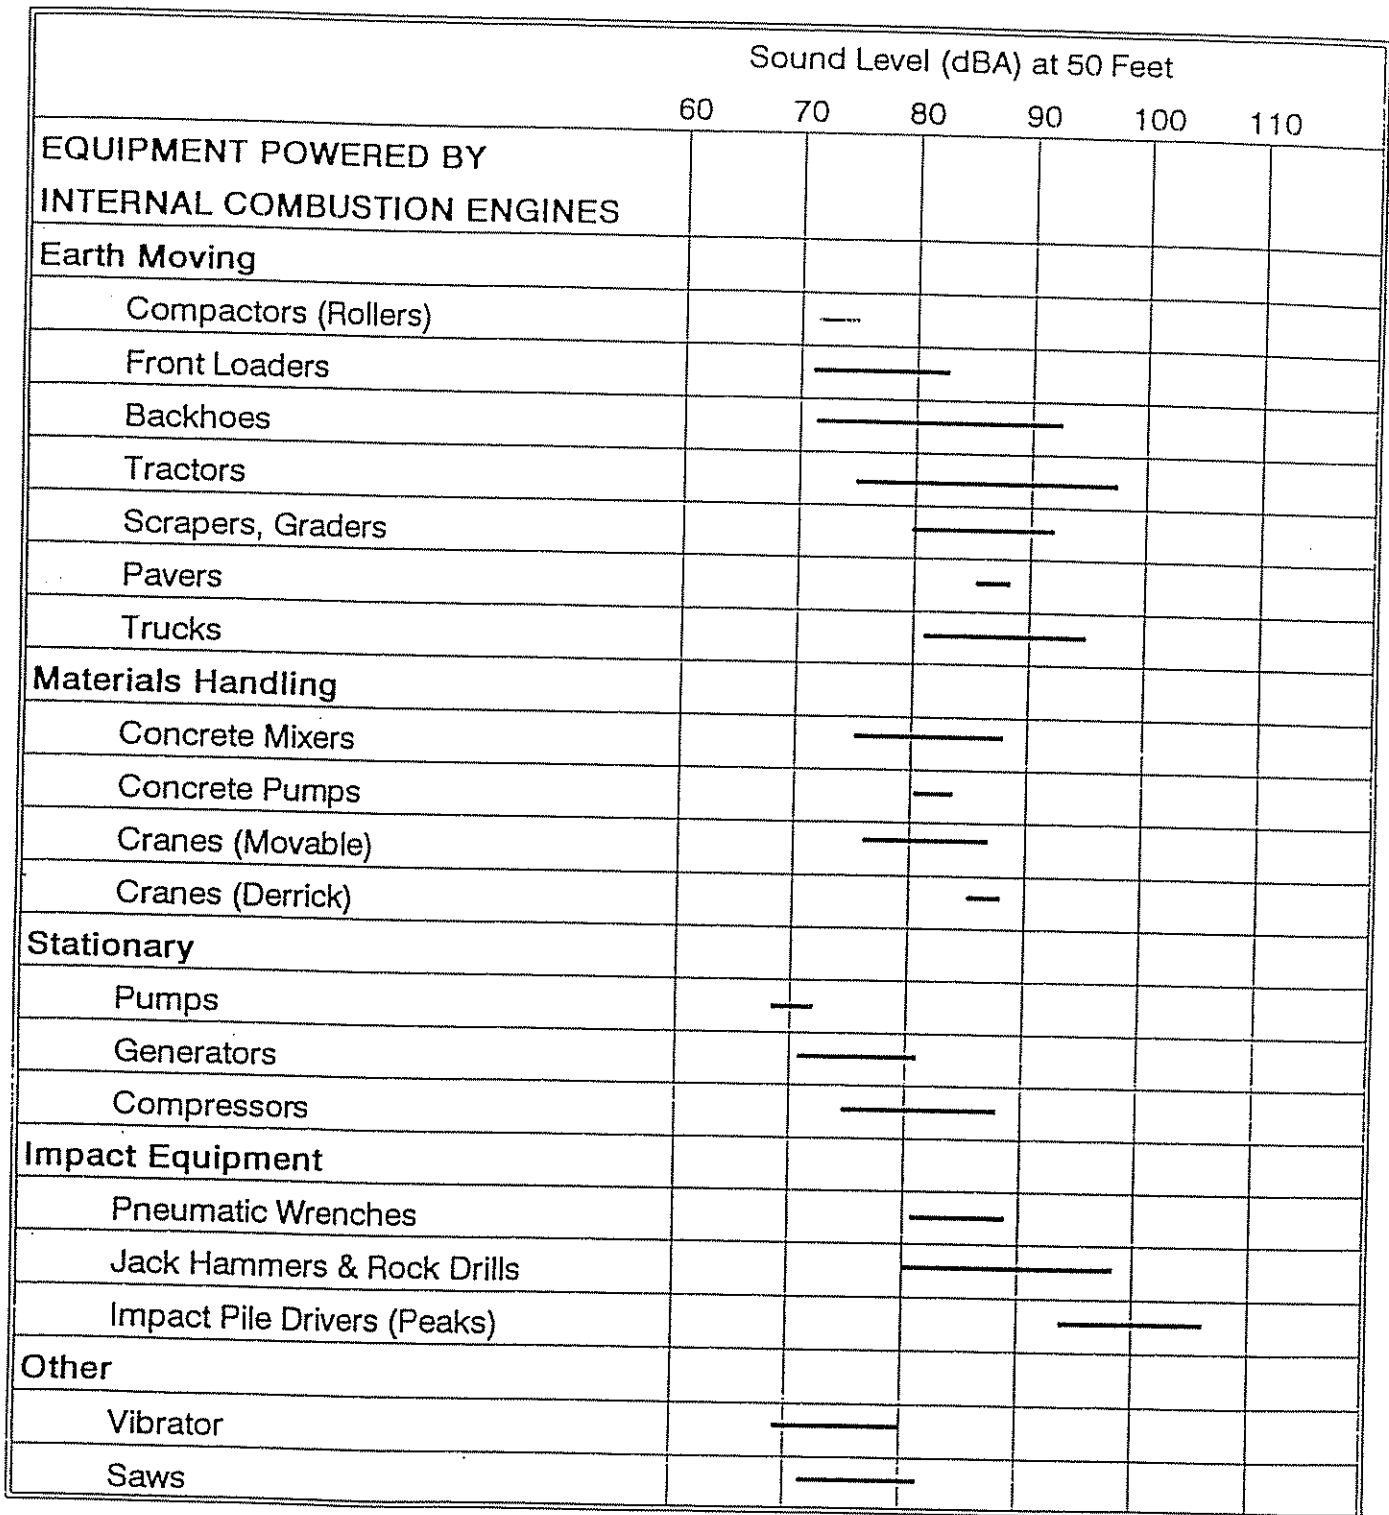 Sound Level (dBA) at 50 Feet
60 70 80 90 100 110
EQUIPMENT POWERED BY
INTERNAL COMBUSTION ENGINES
Earth Moving
Compactors (Rollers)
Front Loaders
Backhoes
Tractors
Scrapers, Graders
Pavers
Trucks
Materials Handling
Concrete Mixers
Concrete Pumps
Cranes (Movable)
Cranes (Derrick)
Stationary
Pumps
Generators
Compressors
Impact Equipment
Pneumatic Wrenches
Jack Hammers & Rock Drills
Impact Pile Drivers (Peaks)
Other
Vibrator
Saws